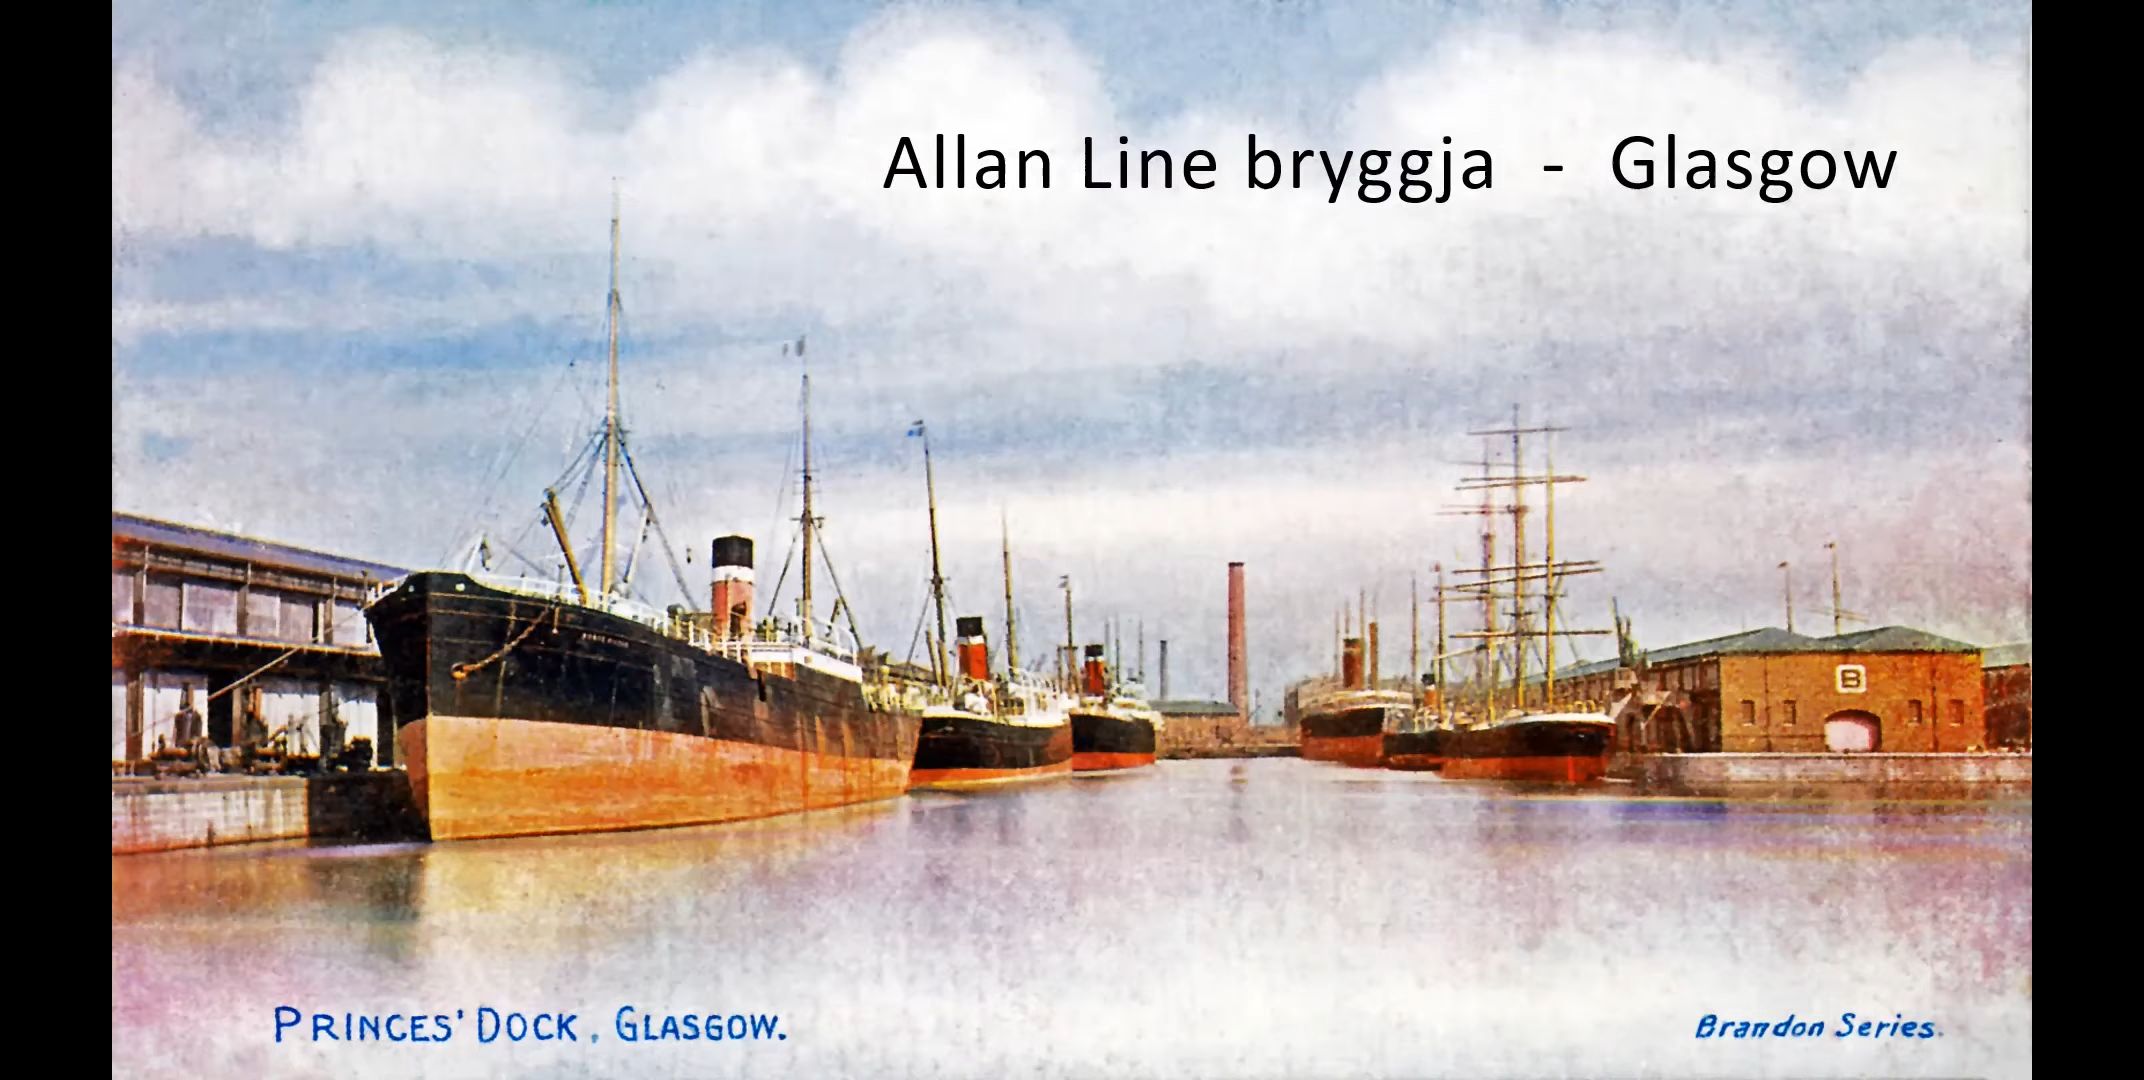 Allan Line bryggja - Glasgow
B
PRINCES' DOCK, GLASGOW.
Brandon Series.